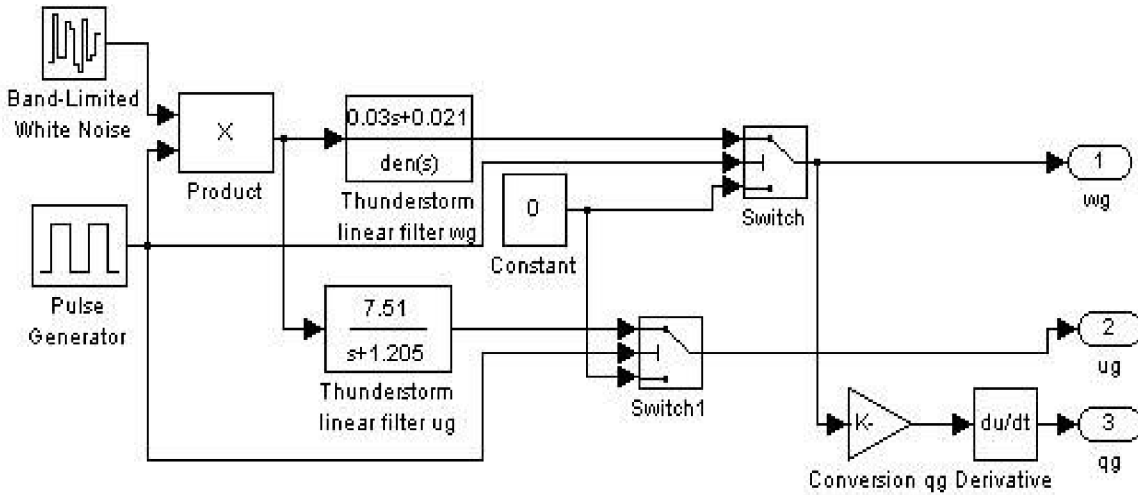 Band-Limited
White Noise
X
Product
0.03s+0.021
den(s)
Thunderstorm
linear filter wg
0
Constant
Switch
1
wg
Pulse
Generator
7.51
s+1.205
Thunderstorm
linear filter ug
Switch1
2
ug
K-
Conversion qg
du/dt
Derivative
3
qg